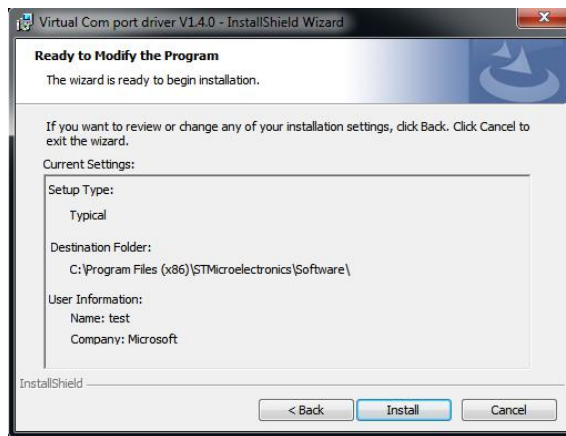 Virtual Com port driver V1.4.0 - InstallShield Wizard
Ready to Modify the Program
The wizard is ready to begin installation.
If you want to review or change any of your installation settings, click Back. Click Cancel to
exit the wizard.
Current Settings:
Setup Type:
Typical
Destination Folder:
C:\Program Files (x86)\STMicroelectronics\Software\
User Information:
Name: test
Company: Microsoft
InstallShield
< Back Install Cancel